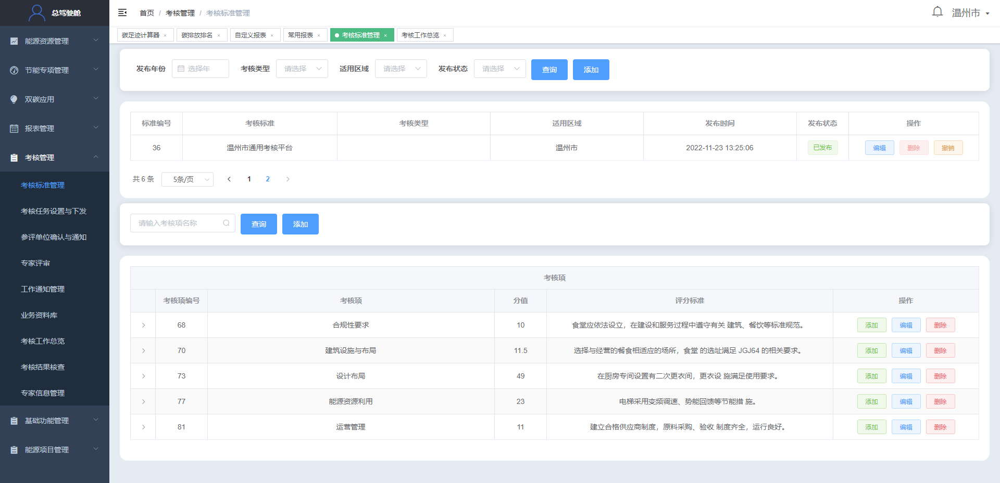 总驾驶舱
首页 / 考核管理 / 考核标准管理
温州市
碳足迹计算器 ×
碳排放排名 ×
自定义报表 ×
常用报表 ×
考核标准管理 ×
考核工作总览 ×
能源资源管理
节能专项管理
双碳应用
报表管理
考核管理
考核标准管理
考核任务设置与下发
参评单位确认与通知
专家评审
工作通知管理
业务资料库
考核工作总览
考核结果核查
专家信息管理
基础功能管理
能源项目管理
发布年份 选择年 考核类型 请选择 适用区域 请选择 发布状态 请选择 查询 添加
标准编号 考核标准 考核类型 适用区域 发布时间 发布状态 操作
36 温州市通用考核平台 温州市 2022-11-23 13:25:06 已发布 编辑 删除 撤销
共 6 条 5条/页 1 2
请输入考核项名称 查询 添加
考核项
考核项编号 考核项 分值 评分标准 操作
68 合规性要求 10 食堂应依法设立，在建设和服务过程中遵守有关 建筑、餐饮等标准规范。 添加 编辑 删除
70 建筑设施与布局 11.5 选择与经营的餐食相适应的场所，食堂 的选址满足 JGJ64 的相关要求。 添加 编辑 删除
73 设计布局 49 在厨房专间设置有二次更衣间，更衣设 施满足使用要求。 添加 编辑 删除
77 能源资源利用 23 电梯采用变频调速、势能回馈等节能措 施。 添加 编辑 删除
81 运营管理 11 建立合格供应商制度，原料采购、验收 制度齐全，运行良好。 添加 编辑 删除